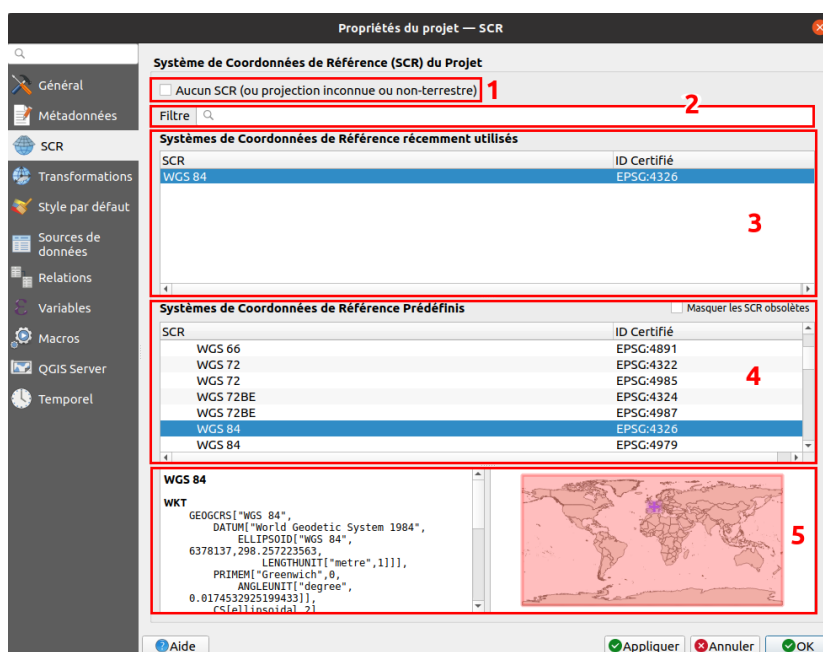 Propriétés du projet — SCR
Général
Métadonnées
SCR
Transformations
Style par défaut
Sources de
données
Relations
Variables
Macros
QGIS Server
Temporel
Système de Coordonnées de Référence (SCR) du Projet
Aucun SCR (ou projection inconnue ou non-terrestre) 1
Filtre 2
Systèmes de Coordonnées de Référence récemment utilisés
SCR ID Certifié
WGS 84 EPSG:4326
3
Systèmes de Coordonnées de Référence Prédéfinis Masquer les SCR obsolètes
SCR ID Certifié
WGS 66 EPSG:4891
WGS 72 EPSG:4322
WGS 72 EPSG:4985
WGS 72BE EPSG:4324
WGS 72BE EPSG:4987
WGS 84 EPSG:4326
WGS 84 EPSG:4979
4
WGS 84
WKT
GEOGCRS["WGS 84",
DATUM["World Geodetic System 1984",
ELLIPSOID["WGS 84",
6378137,298.257223563,
LENGTHUNIT["metre",1]]],
PRIMEM["Greenwich",0,
ANGLEUNIT["degree",
0.0174532925199433]],
CS[ellipsoidal,2]
5
Aide Appliquer Annuler OK